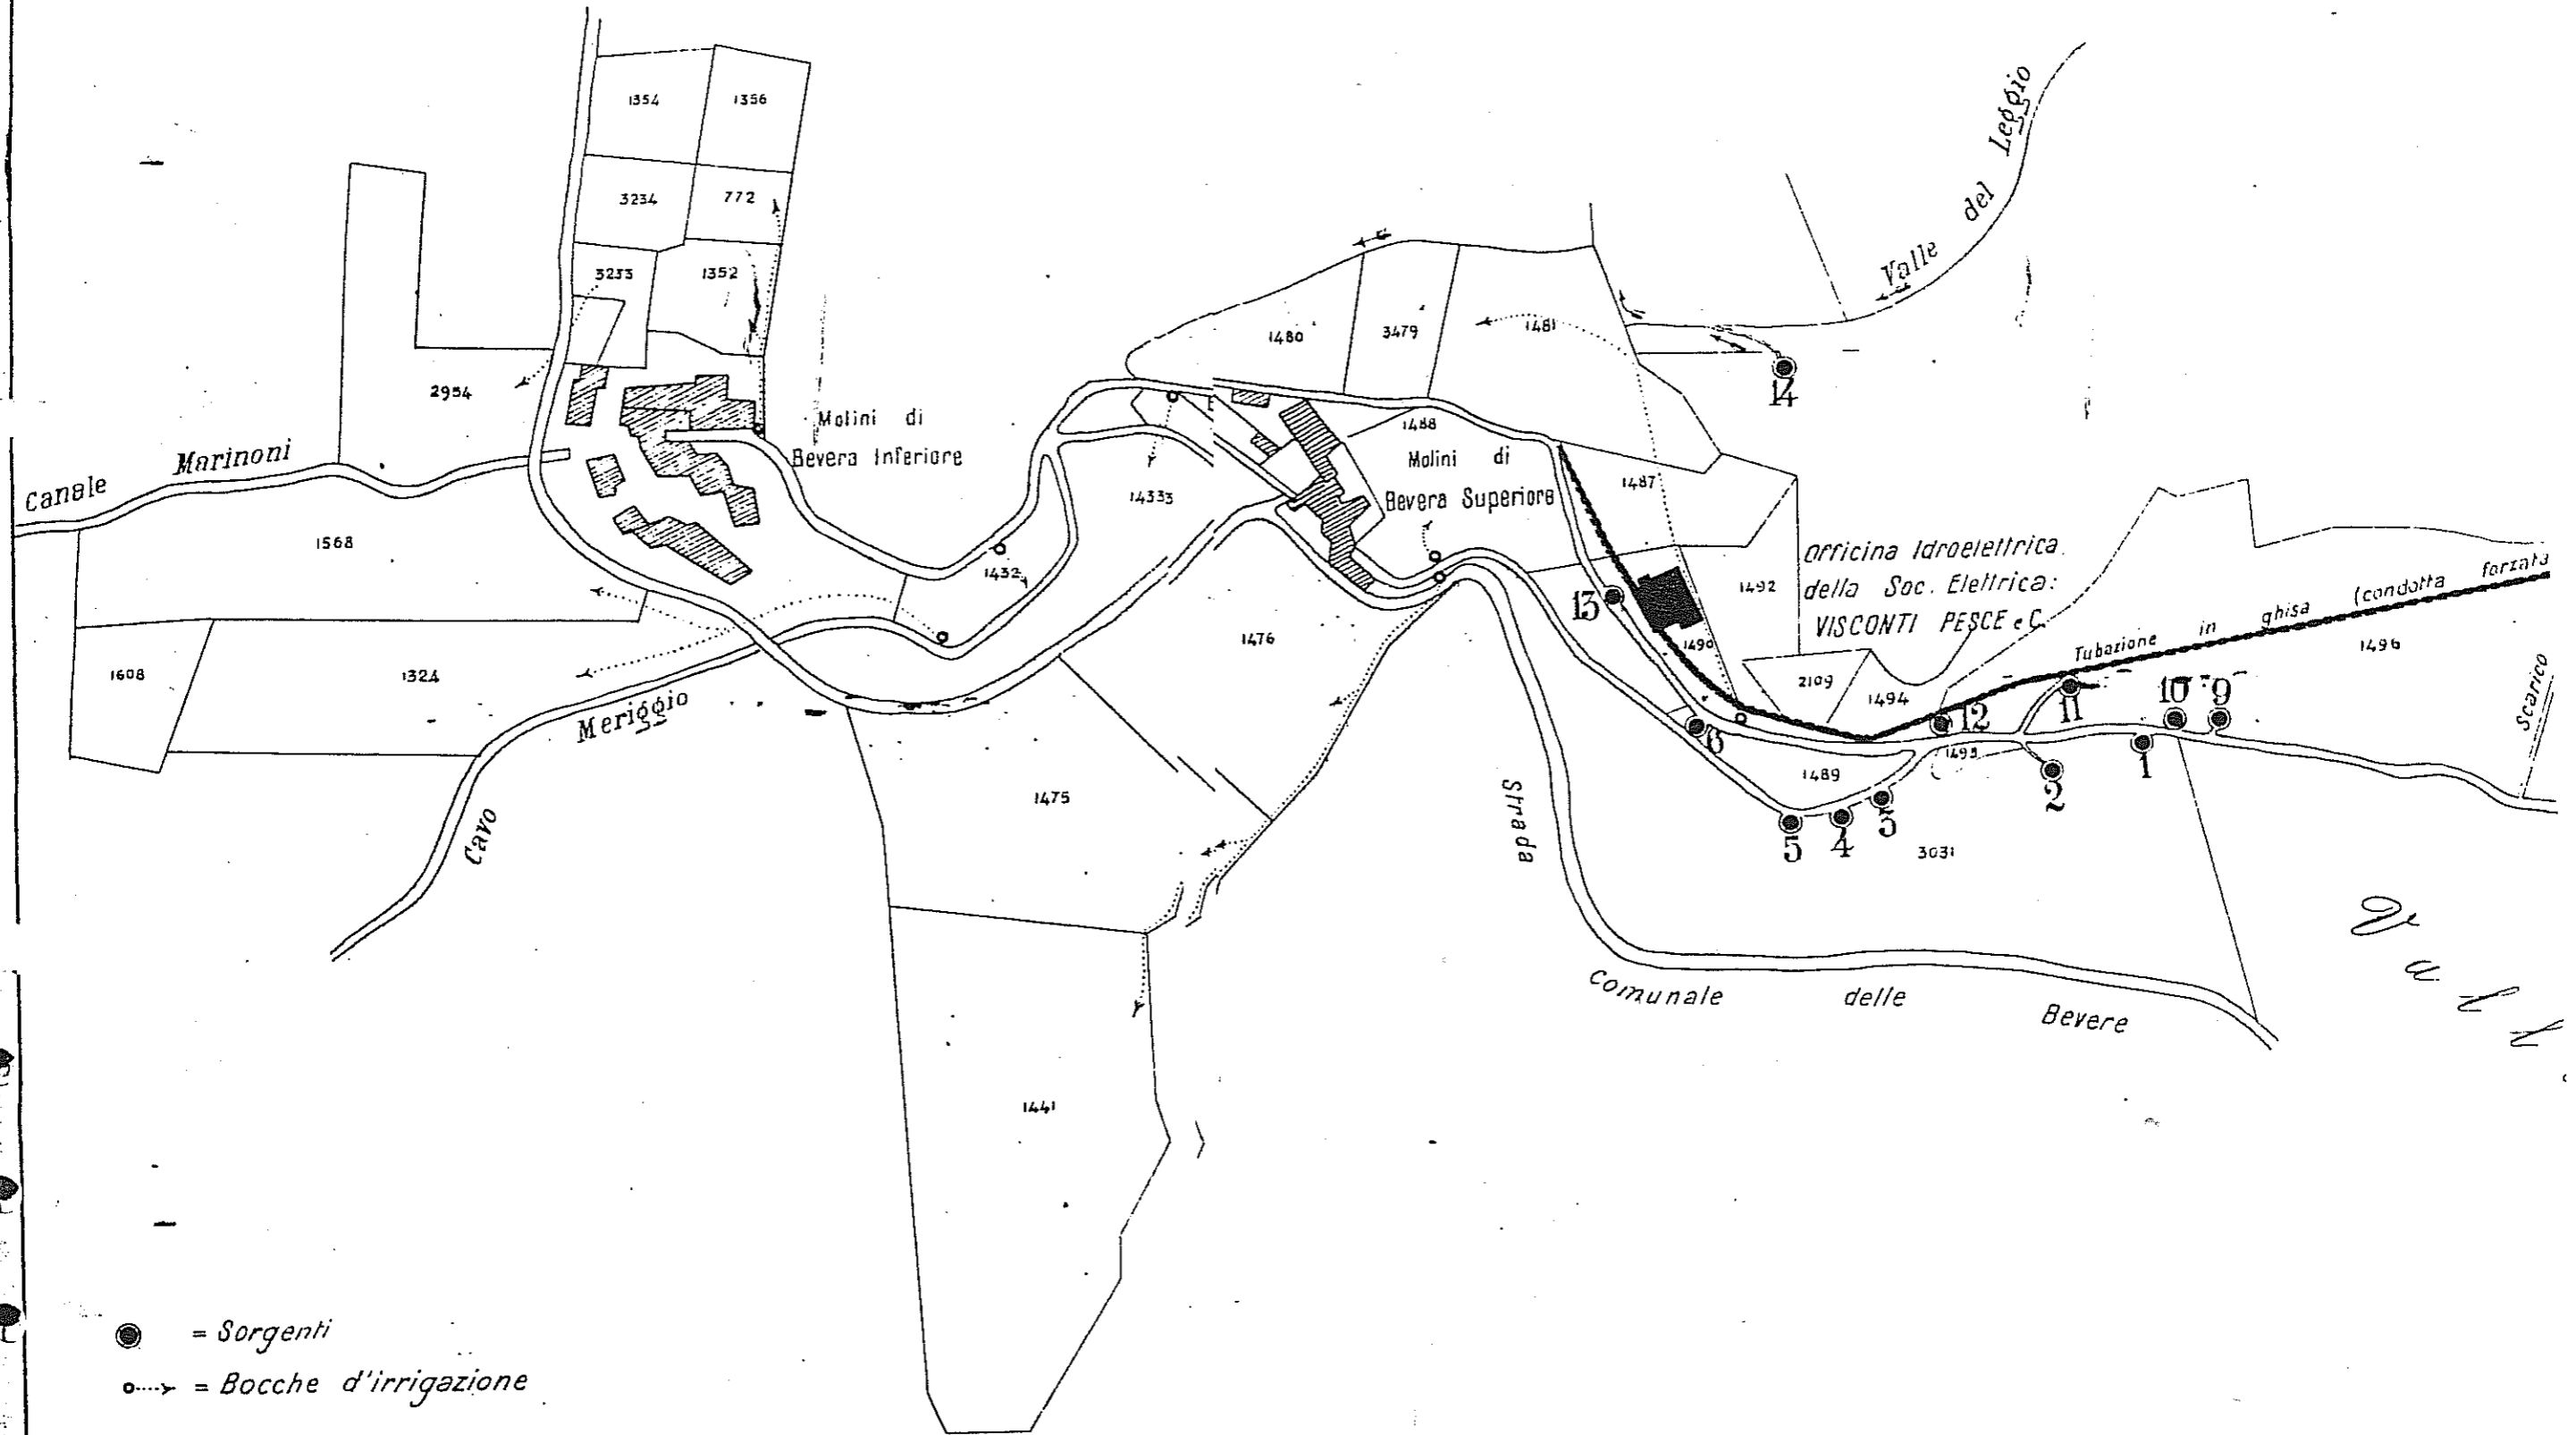 1354
1356
3234
772
3233
1352
2954
Canale Marinoni
1568
1608
1324
Molini di
Bevera Inferiore
Cavo Meriggio
1432
14333
1480
3479
1481
1488
Molini di
Bevera Superiore
1487
1492
Valle del Leggio
14
Officina Idroelettrica
della Soc. Elettrica:
VISCONTI PESCE e C.
Tubazione in ghisa (condotta forzata
1496
Scarico
13
1490
2109
1494
12
11
10
9
1
2
1493
6
1489
3
4
5
3031
1476
1475
1441
Strada Comunale delle Bevere
= Sorgenti
= Bocche d'irrigazione